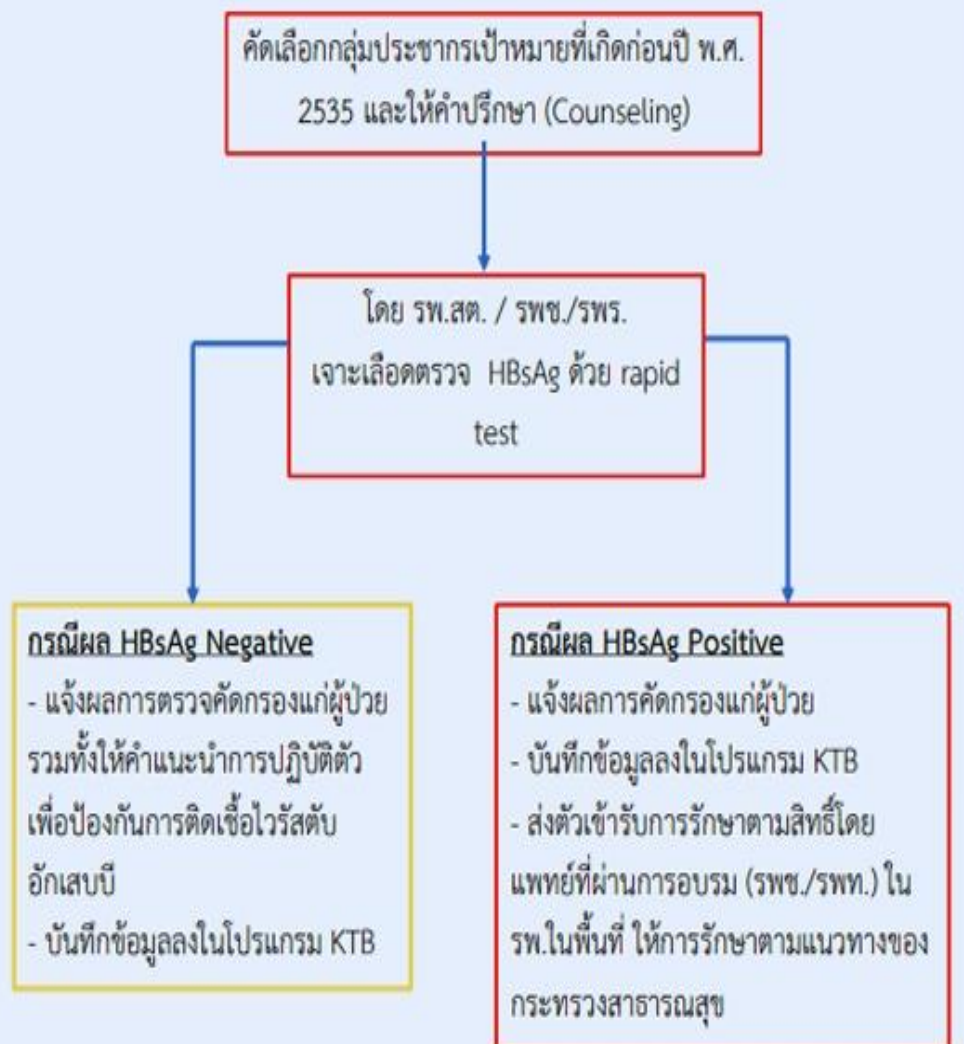 คัดเลือกกลุ่มประชากรเป้าหมายที่เกิดก่อนปี พ.ศ.
2535 และให้คำปรึกษา (Counseling)
โดย รพ.สต. / รพช./รพร.
เจาะเลือดตรวจ HBsAg ด้วย rapid
test
กรณีผล HBsAg Negative
- แจ้งผลการตรวจคัดกรองแก่ผู้ป่วย
รวมทั้งให้คำแนะนำการปฏิบัติตัว
เพื่อป้องกันการติดเชื้อไวรัสตับ
อักเสบบี
- บันทึกข้อมูลลงในโปรแกรม KTB
กรณีผล HBsAg Positive
- แจ้งผลการคัดกรองแก่ผู้ป่วย
- บันทึกข้อมูลลงในโปรแกรม KTB
- ส่งตัวเข้ารับการรักษาตามสิทธิ์โดย
แพทย์ที่ผ่านการอบรม (รพช./รพท.) ใน
รพ.ในพื้นที่ ให้การรักษาตามแนวทางของ
กระทรวงสาธารณสุข